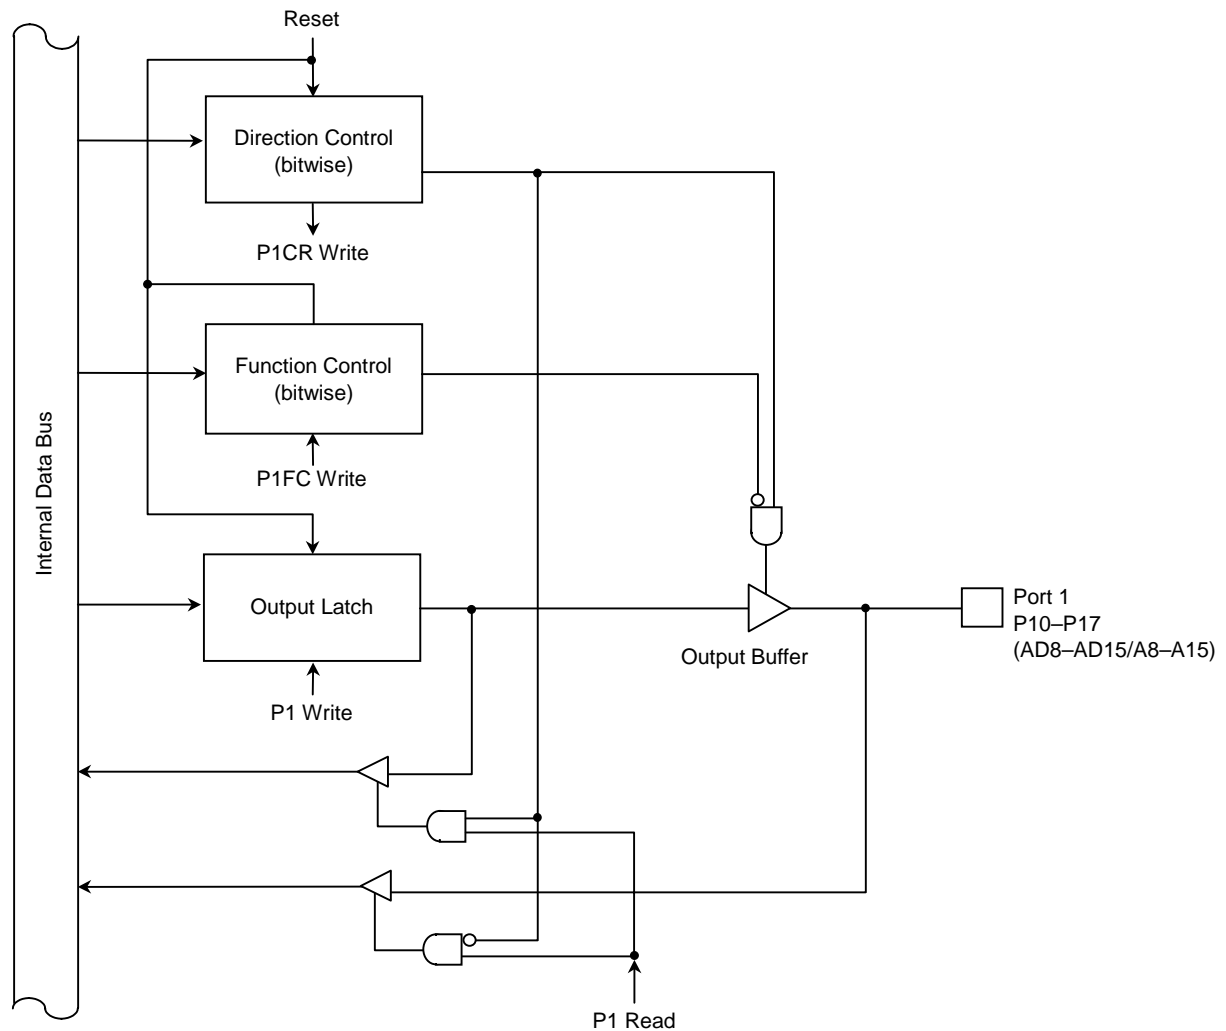 Reset
Direction Control
(bitwise)
P1CR Write
Function Control
(bitwise)
P1FC Write
Internal Data Bus
Output Latch
P1 Write
Output Buffer
Port 1
P10–P17
(AD8–AD15/A8–A15)
P1 Read